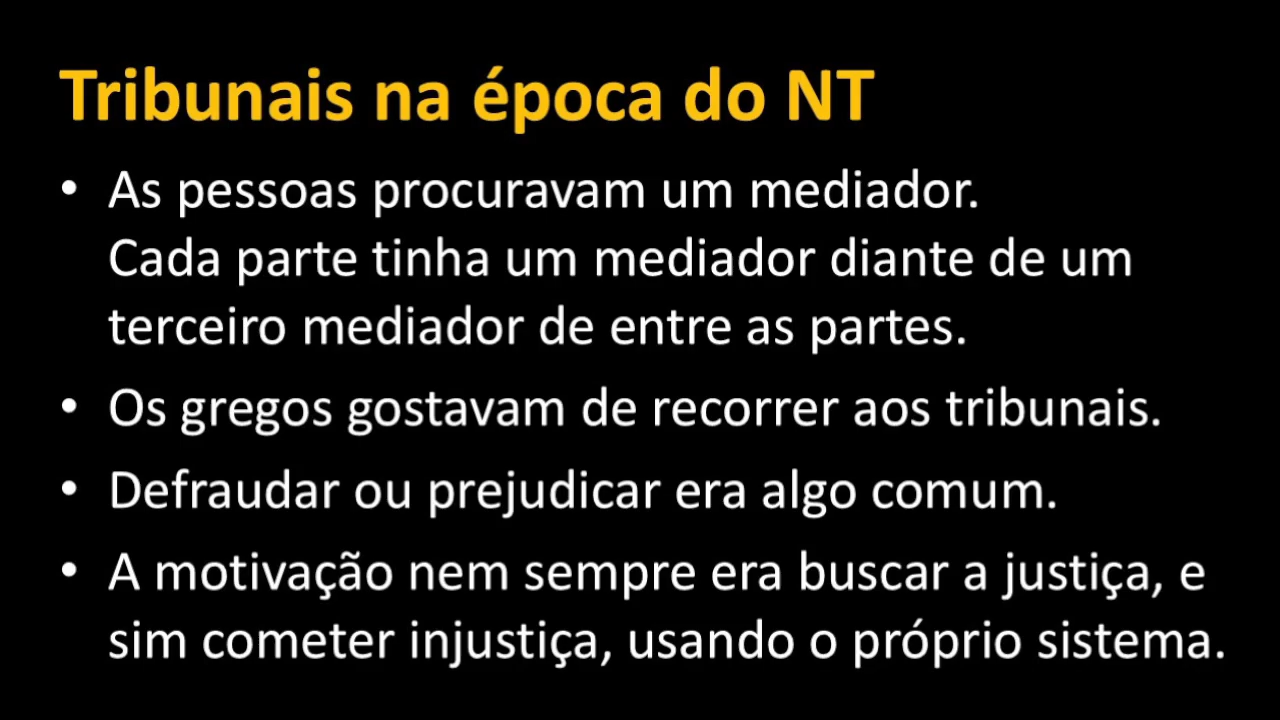 Tribunais na época do NT
• As pessoas procuravam um mediador.
Cada parte tinha um mediador diante de um
terceiro mediador de entre as partes.
• Os gregos gostavam de recorrer aos tribunais.
• Defraudar ou prejudicar era algo comum.
• A motivação nem sempre era buscar a justiça, e
sim cometer injustiça, usando o próprio sistema.